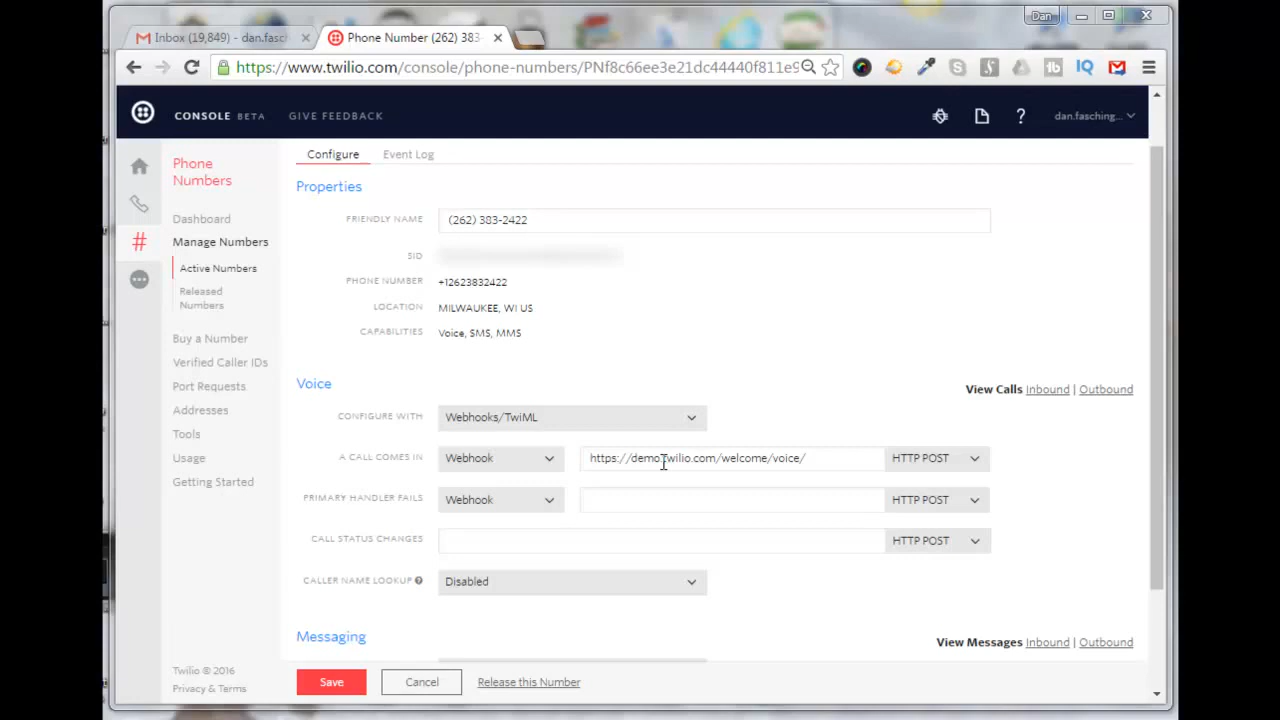 Dan
Inbox (19,849) - dan.fasch
Phone Number (262) 383-
https://www.twilio.com/console/phone-numbers/PNf8c66ee3e21dc44440f811e9
CONSOLE BETA GIVE FEEDBACK
? dan.fasching...
Phone Numbers
Configure Event Log
Properties
Dashboard
FRIENDLY NAME (262) 383-2422
# Manage Numbers
SID
Active Numbers
PHONE NUMBER +12623832422
Released Numbers
LOCATION MILWAUKEE, WI US
CAPABILITIES Voice, SMS, MMS
Buy a Number
Verified Caller IDs
Port Requests
Addresses
Tools
Usage
Getting Started
Voice
View Calls Inbound | Outbound
CONFIGURE WITH Webhooks/TwiML
A CALL COMES IN Webhook https://demo.twilio.com/welcome/voice/ HTTP POST
PRIMARY HANDLER FAILS Webhook HTTP POST
CALL STATUS CHANGES HTTP POST
CALLER NAME LOOKUP ? Disabled
Messaging
View Messages Inbound | Outbound
Twilio © 2016
Privacy & Terms
Save Cancel Release this Number